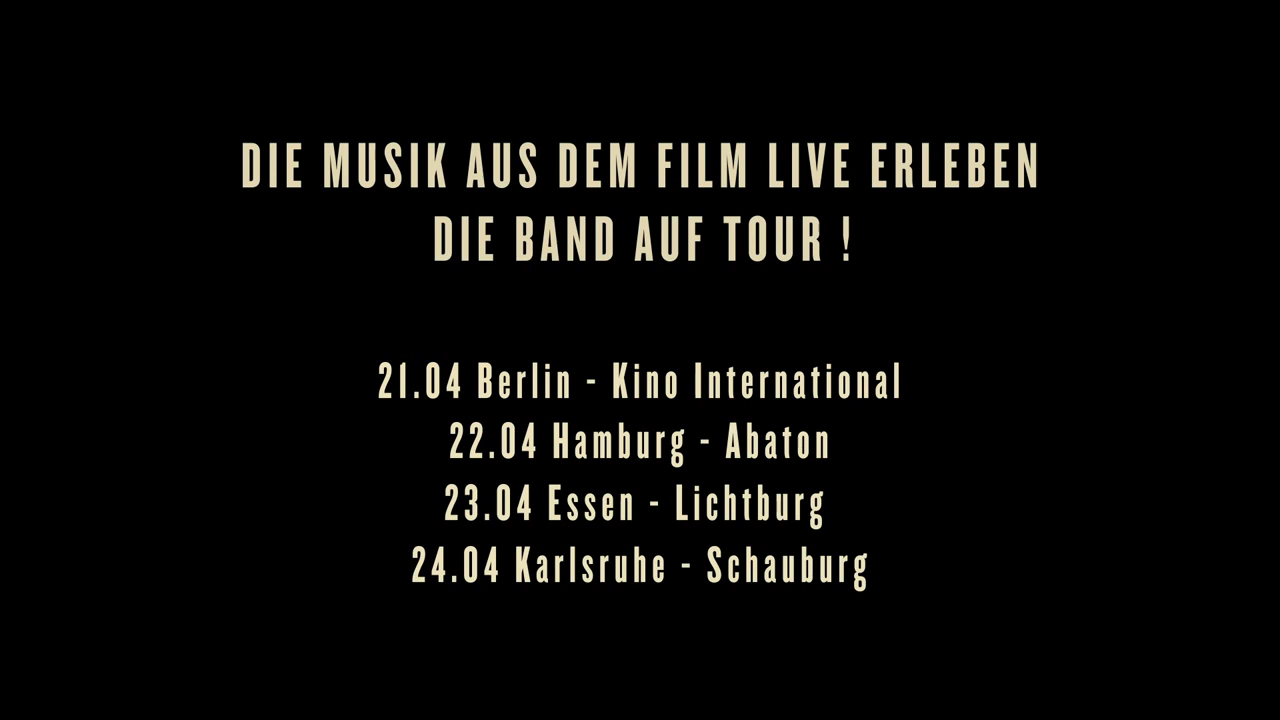 DIE MUSIK AUS DEM FILM LIVE ERLEBEN
DIE BAND AUF TOUR !
21.04 Berlin - Kino International
22.04 Hamburg - Abaton
23.04 Essen - Lichtburg
24.04 Karlsruhe - Schauburg